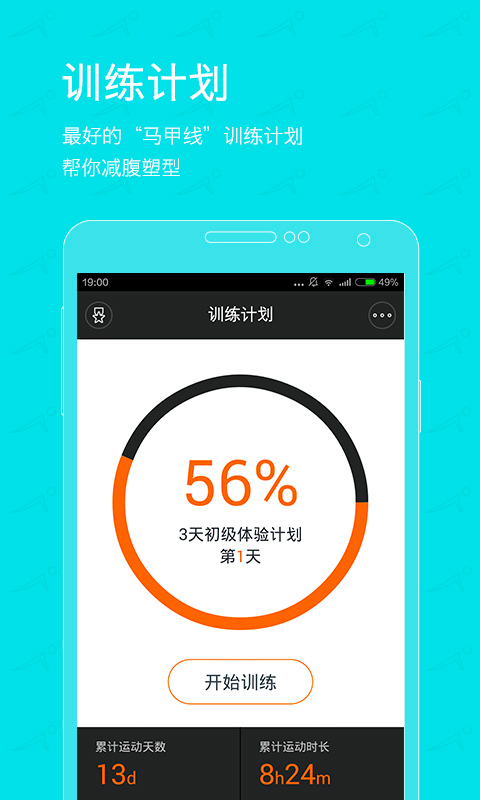 训练计划
最好的“马甲线”训练计划
帮你减腹塑型
19:00
49%
训练计划
56%
3天初级体验计划
第1天
开始训练
累计运动天数
累计运动时长
13d
8h24m